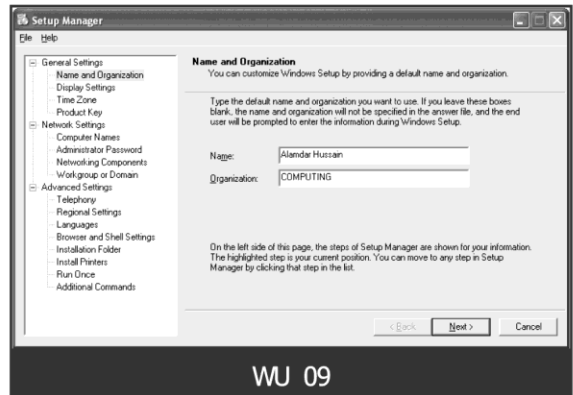 Setup Manager
File Help
General Settings
Name and Organization
Display Settings
Time Zone
Product Key
Network Settings
Computer Names
Administrator Password
Networking Components
Workgroup or Domain
Advanced Settings
Telephony
Regional Settings
Languages
Browser and Shell Settings
Installation Folder
Install Printers
Run Once
Additional Commands
Name and Organization
You can customize Windows Setup by providing a default name and organization.
Type the default name and organization you want to use. If you leave these boxes
blank, the name and organization will not be specified in the answer file, and the end
user will be prompted to enter the information during Windows Setup.
Name: Alamdar Hussain
Organization: COMPUTING
On the left side of this page, the steps of Setup Manager are shown for your information.
The highlighted step is your current position. You can move to any step in Setup
Manager by clicking that step in the list.
< Back Next > Cancel
WU 09